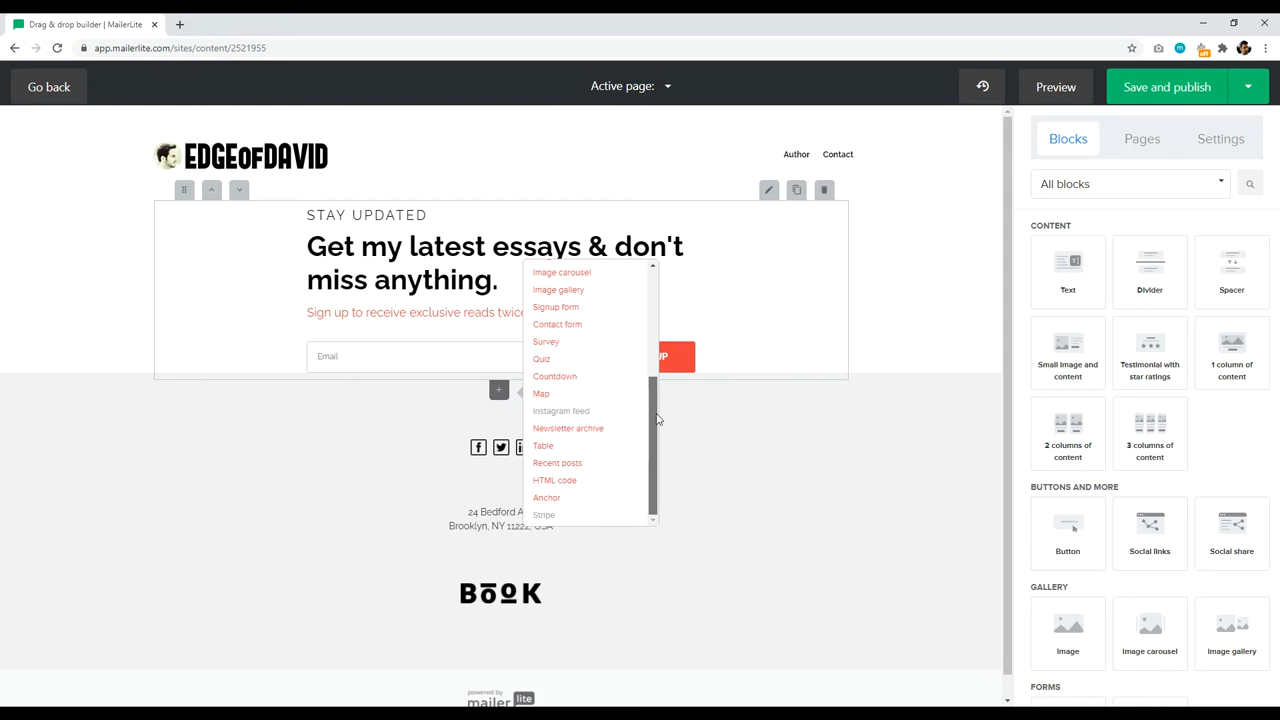 Drag & drop builder | MailerLite
app.mailerlite.com/sites/content/2521955
off
Go back
Active page:
Preview
Save and publish
EDGEOFDAVID
Author
Contact
STAY UPDATED
Get my latest essays & don't
miss anything.
Sign up to receive exclusive reads twice
Email
UP
Image carousel
Image gallery
Signup form
Contact form
Survey
Quiz
Countdown
Map
Instagram feed
Newsletter archive
Table
Recent posts
HTML code
Anchor
Stripe
24 Bedford A
Brooklyn, NY 11222, USA
BōOK
powered by
mailer lite
Blocks
Pages
Settings
All blocks
CONTENT
Text
Divider
Spacer
Small image and
content
Testimonial with
star ratings
1 column of
content
2 columns of
content
3 columns of
content
BUTTONS AND MORE
Button
Social links
Social share
GALLERY
Image
Image carousel
Image gallery
FORMS